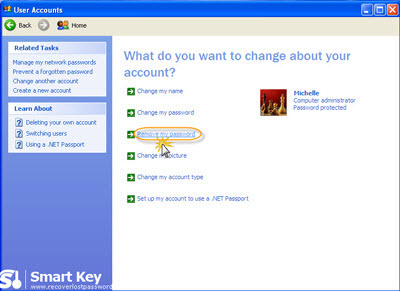 User Accounts
Back
Home
Related Tasks
Manage my network passwords
Prevent a forgotten password
Change another account
Create a new account
Learn About
Deleting your own account
Switching users
Using a .NET Passport
What do you want to change about your
account?
Change my name
Change my password
Remove my password
Change my picture
Change my account type
Set up my account to use a .NET Passport
Michelle
Computer administrator
Password protected
Smart Key
www.recoverlostpassword